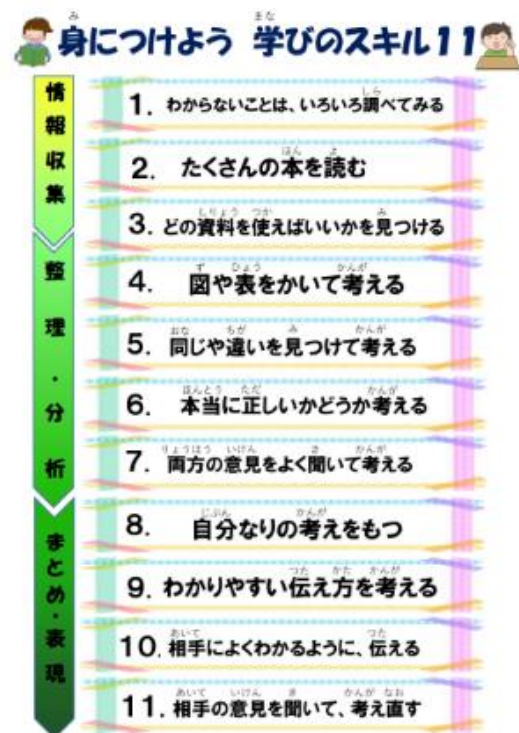 身につけよう 学びのスキル11
情報収集
1. わからないことは、いろいろ調べてみる
2. たくさんの本を読む
3. どの資料を使えばいいかを見つける
整理・分析
4. 図や表をかいて考える
5. 同じや違いを見つけて考える
6. 本当に正しいかどうか考える
7. 両方の意見をよく聞いて考える
まとめ・表現
8. 自分なりの考えをもつ
9. わかりやすい伝え方を考える
10. 相手によくわかるように、伝える
11. 相手の意見を聞いて、考え直す